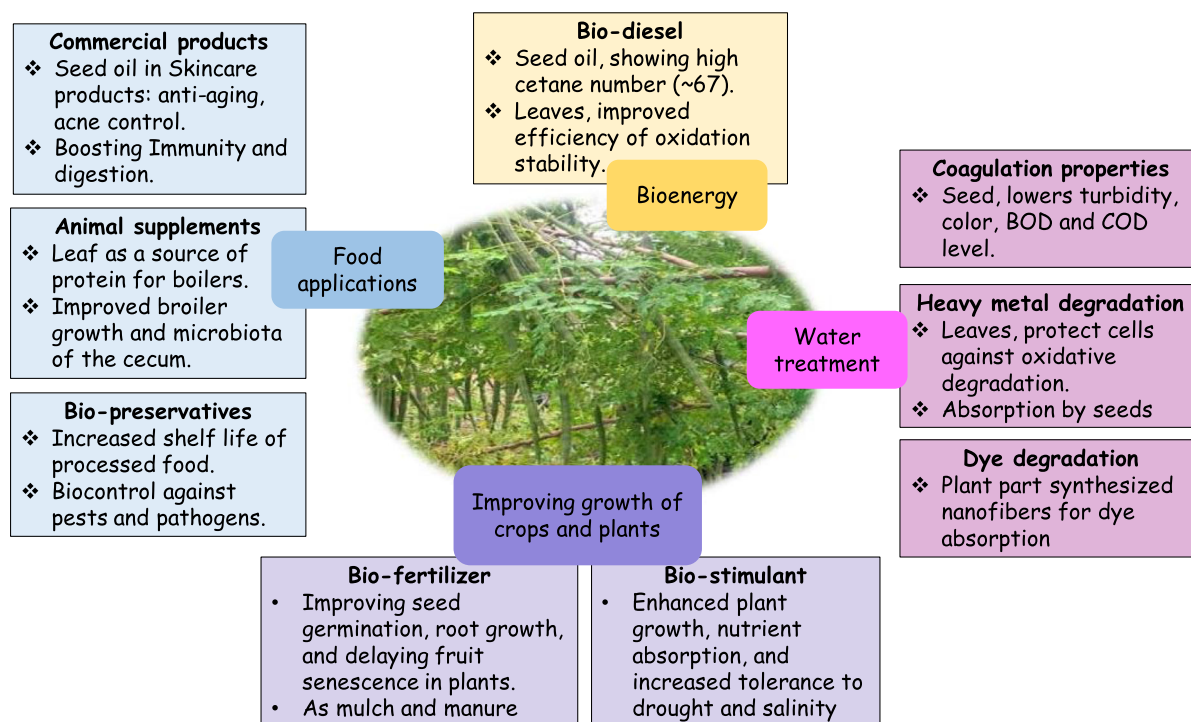 Commercial products
❖ Seed oil in Skincare
products: anti-aging,
acne control.
❖ Boosting Immunity and
digestion.
Animal supplements
❖ Leaf as a source of
protein for boilers.
❖ Improved broiler
growth and microbiota
of the cecum.
Bio-preservatives
❖ Increased shelf life of
processed food.
❖ Biocontrol against
pests and pathogens.
Food
applications
Bio-diesel
❖ Seed oil, showing high
cetane number (~67).
❖ Leaves, improved
efficiency of oxidation
stability.
Bioenergy
Coagulation properties
❖ Seed, lowers turbidity,
color, BOD and COD
level.
Heavy metal degradation
❖ Leaves, protect cells
against oxidative
degradation.
❖ Absorption by seeds
Dye degradation
❖ Plant part synthesized
nanofibers for dye
absorption
Water
treatment
Improving growth of
crops and plants
Bio-fertilizer
• Improving seed
germination, root growth,
and delaying fruit
senescence in plants.
• As mulch and manure
Bio-stimulant
• Enhanced plant
growth, nutrient
absorption, and
increased tolerance to
drought and salinity